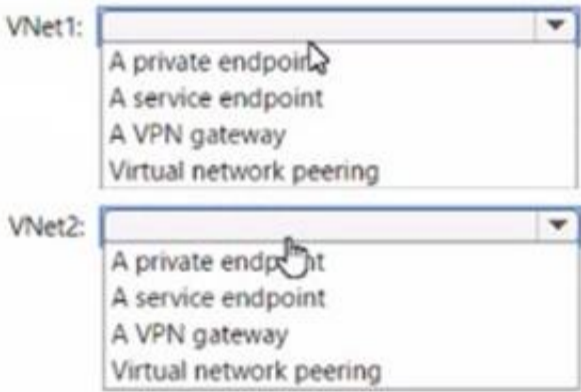 VNet1:
A private endpoint
A service endpoint
A VPN gateway
Virtual network peering
VNet2:
A private endpoint
A service endpoint
A VPN gateway
Virtual network peering